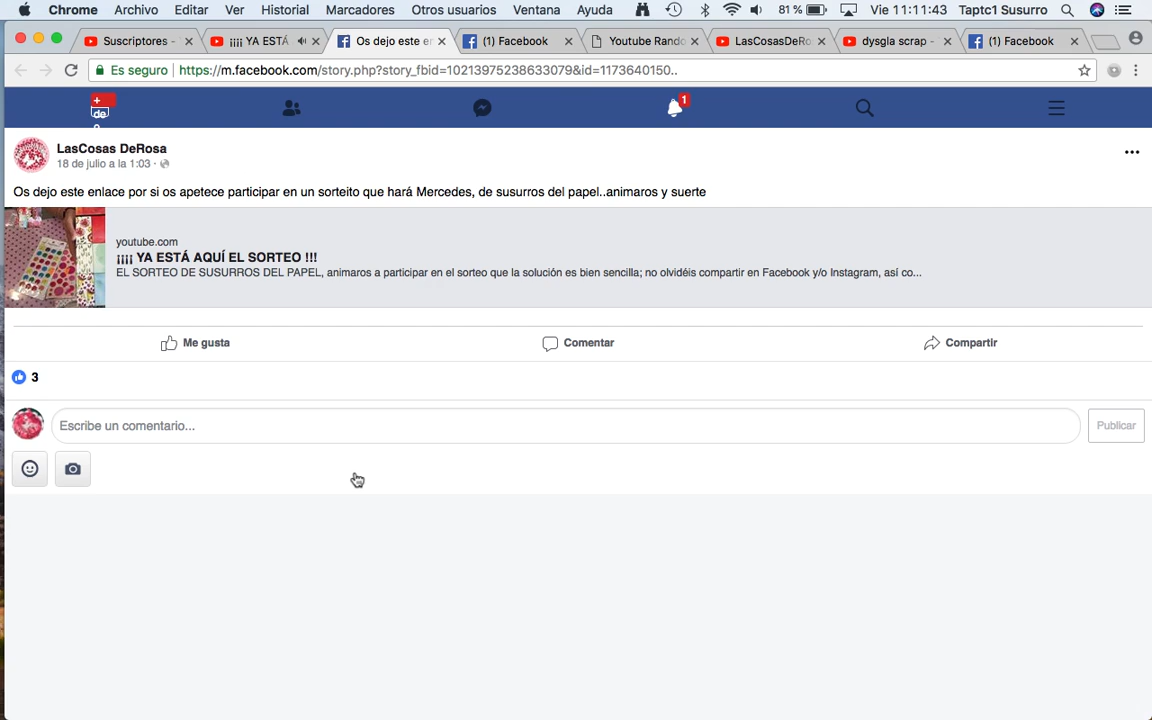 Chrome Archivo Editar Ver Historial Marcadores Otros usuarios Ventana Ayuda 81 % Vie 11:11:43 Taptc1 Susurro
Suscriptores - ¡¡¡¡ YA ESTÁ Os dejo este en (1) Facebook Youtube Rando LasCosasDeRo dysgla scrap - (1) Facebook
Es seguro https://m.facebook.com/story.php?story_fbid=10213975238633079&id=1173640150..
+
de
1
LasCosas DeRosa
18 de julio a la 1:03 ·
Os dejo este enlace por si os apetece participar en un sorteito que hará Mercedes, de susurros del papel..animaros y suerte
youtube.com
¡¡¡¡ YA ESTÁ AQUÍ EL SORTEO !!!
EL SORTEO DE SUSURROS DEL PAPEL, animaros a participar en el sorteo que la solución es bien sencilla; no olvidéis compartir en Facebook y/o Instagram, así co...
Me gusta Comentar Compartir
3
Escribe un comentario... Publicar